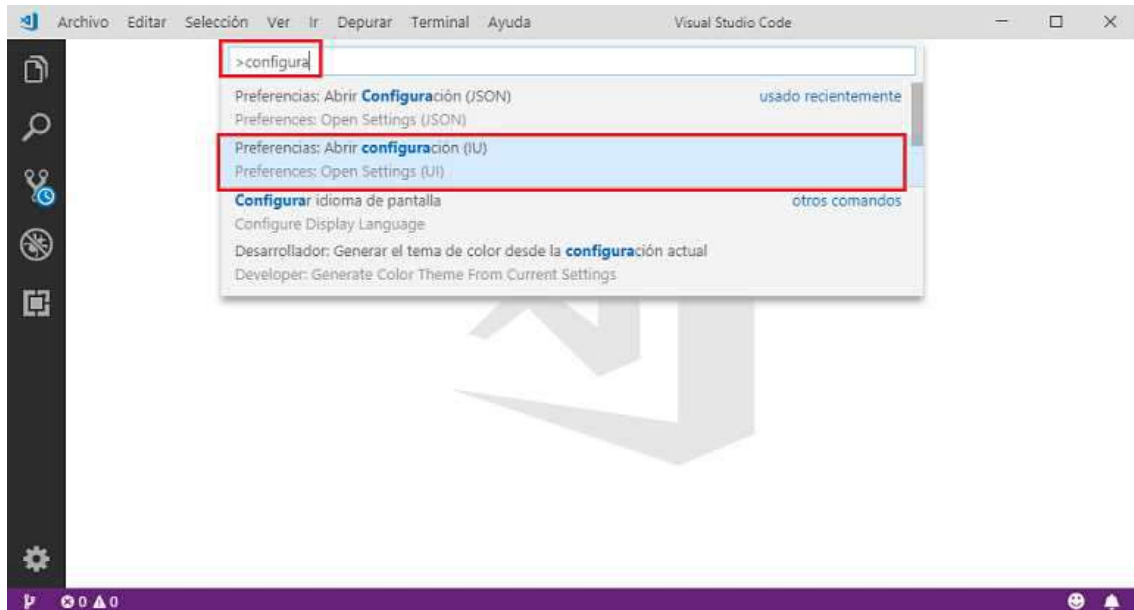 Archivo Editar Selección Ver Ir Depurar Terminal Ayuda Visual Studio Code
>configura
Preferencias: Abrir Configuración (JSON) usado recientemente
Preferences: Open Settings (JSON)
Preferencias: Abrir configuración (IU)
Preferences: Open Settings (UI)
Configurar idioma de pantalla otros comandos
Configure Display Language
Desarrollador: Generar el tema de color desde la configuración actual
Developer: Generate Color Theme From Current Settings
0 0